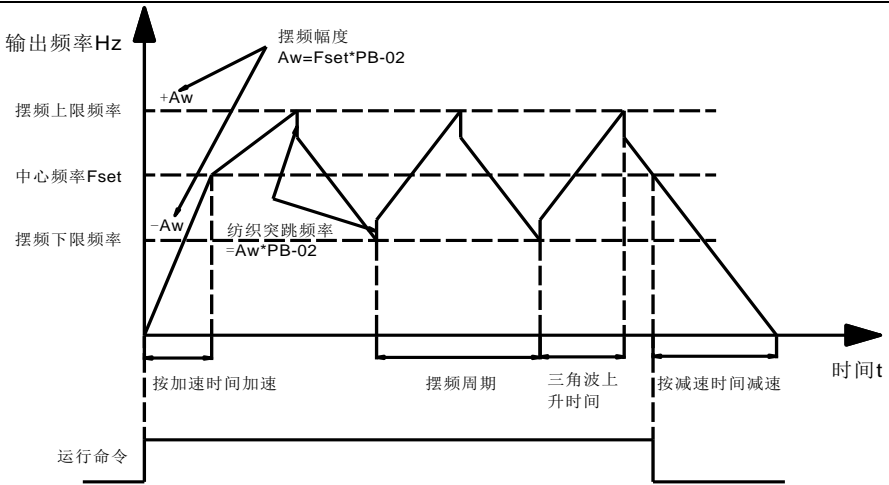 输出频率Hz
摆频幅度
Aw=Fset*PB-02
+Aw
摆频上限频率
中心频率Fset
−Aw
摆频下限频率
纺织突跳频率
=Aw*PB-02
按加速时间加速
摆频周期
三角波上
升时间
按减速时间减速
时间t
运行命令